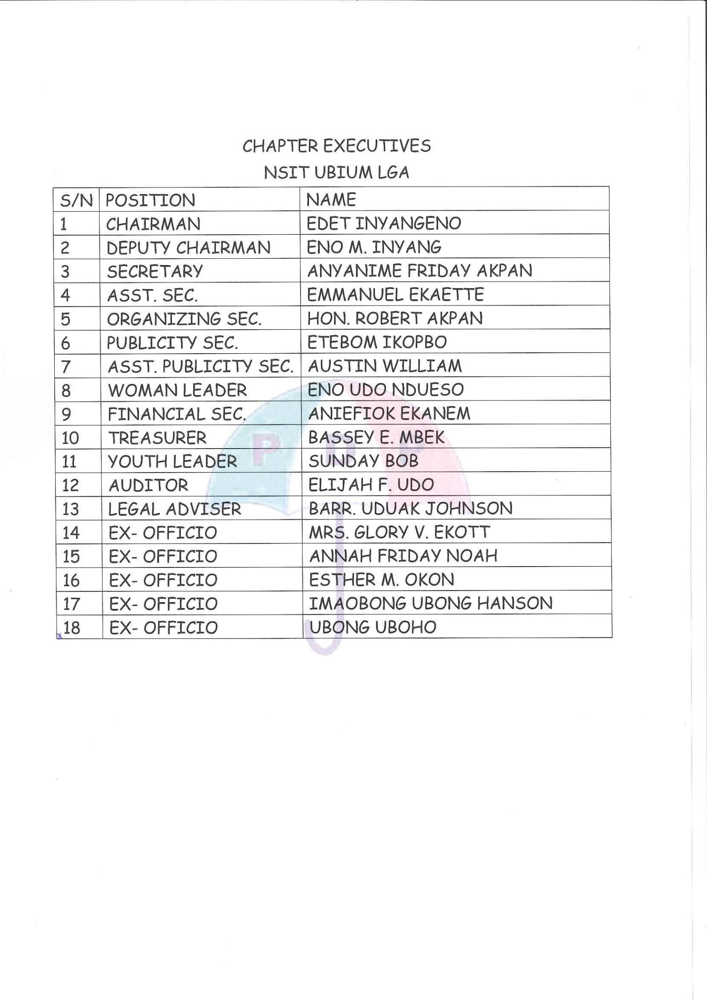 CHAPTER EXECUTIVES
NSIT UBIUM LGA
S/N POSITION NAME
1 CHAIRMAN EDET INYANGENO
2 DEPUTY CHAIRMAN ENO M. INYANG
3 SECRETARY ANYANIME FRIDAY AKPAN
4 ASST. SEC. EMMANUEL EKAETTE
5 ORGANIZING SEC. HON. ROBERT AKPAN
6 PUBLICITY SEC. ETEBOM IKOPBO
7 ASST. PUBLICITY SEC. AUSTIN WILLIAM
8 WOMAN LEADER ENO UDO NDUESO
9 FINANCIAL SEC. ANIEFIOK EKANEM
10 TREASURER BASSEY E. MBEK
PDP
11 YOUTH LEADER SUNDAY BOB
12 AUDITOR ELIJAH F. UDO
13 LEGAL ADVISER BARR. UDUAK JOHNSON
14 EX- OFFICIO MRS. GLORY V. EKOTT
15 EX- OFFICIO ANNAH FRIDAY NOAH
16 EX- OFFICIO ESTHER M. OKON
17 EX- OFFICIO IMAOBONG UBONG HANSON
18 EX- OFFICIO UBONG UBOHO